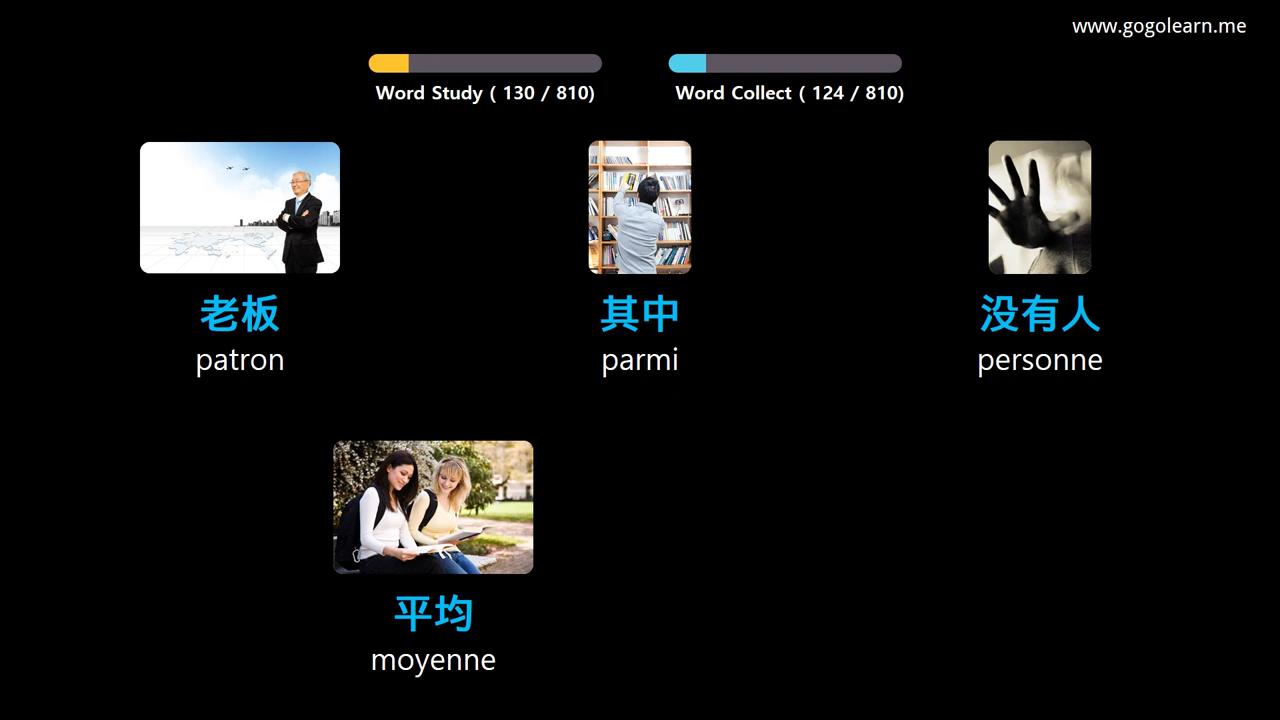 www.gogolearn.me
Word Study ( 130 / 810)
Word Collect ( 124 / 810)
老板
patron
其中
parmi
没有人
personne
平均
moyenne